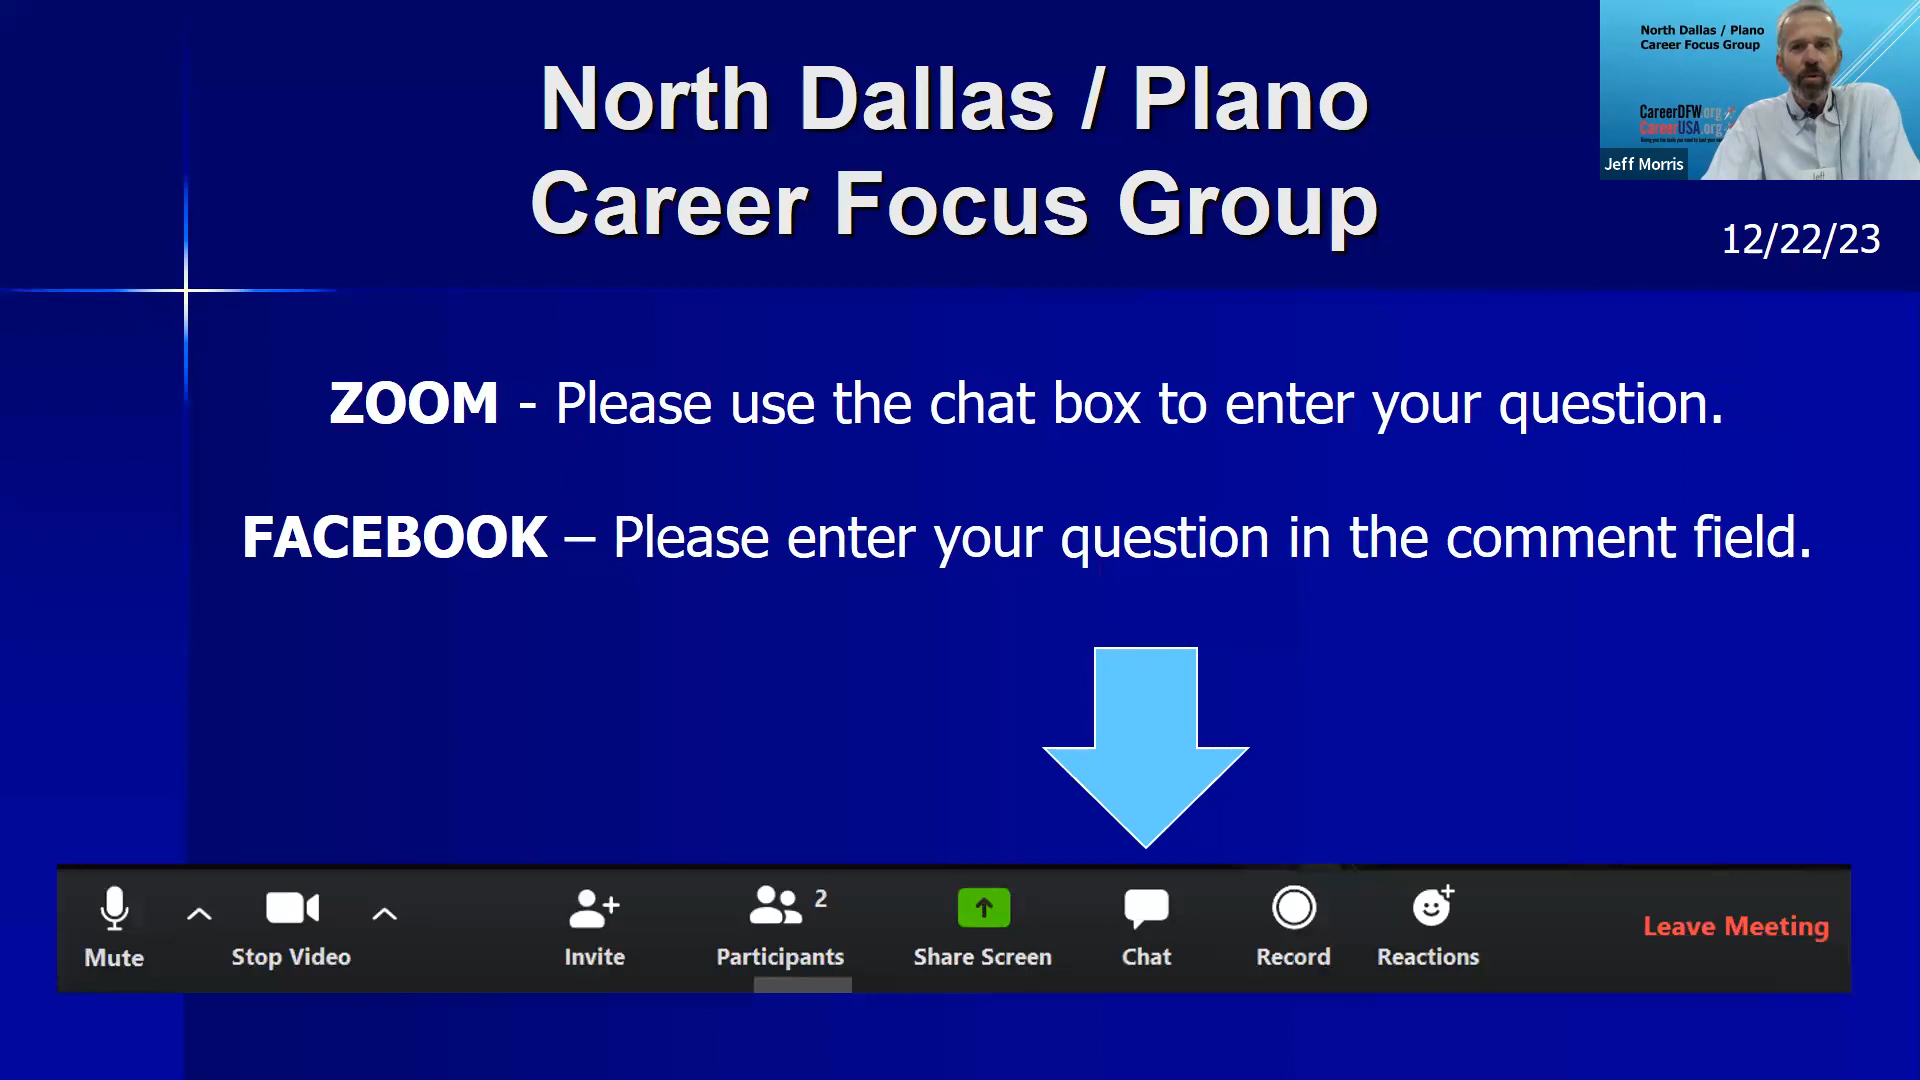 North Dallas / Plano
Career Focus Group
North Dallas / Plano
Career Focus Group
CareerDFW.org
CareerUSA.org
Jeff Morris
Jeff
12/22/23
ZOOM - Please use the chat box to enter your question.
FACEBOOK – Please enter your question in the comment field.
2
Mute
Stop Video
Invite
Participants
Share Screen
Chat
Record
Reactions
Leave Meeting